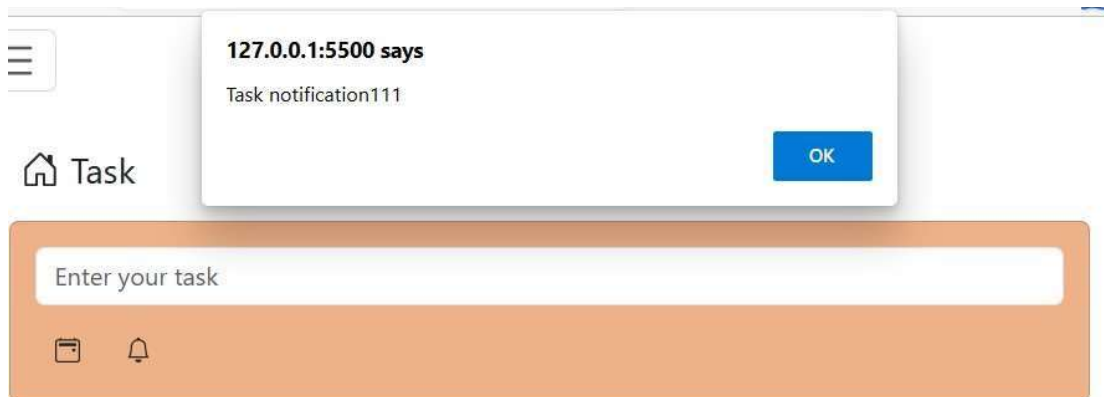 127.0.0.1:5500 says
Task notification111
OK
Task
Enter your task